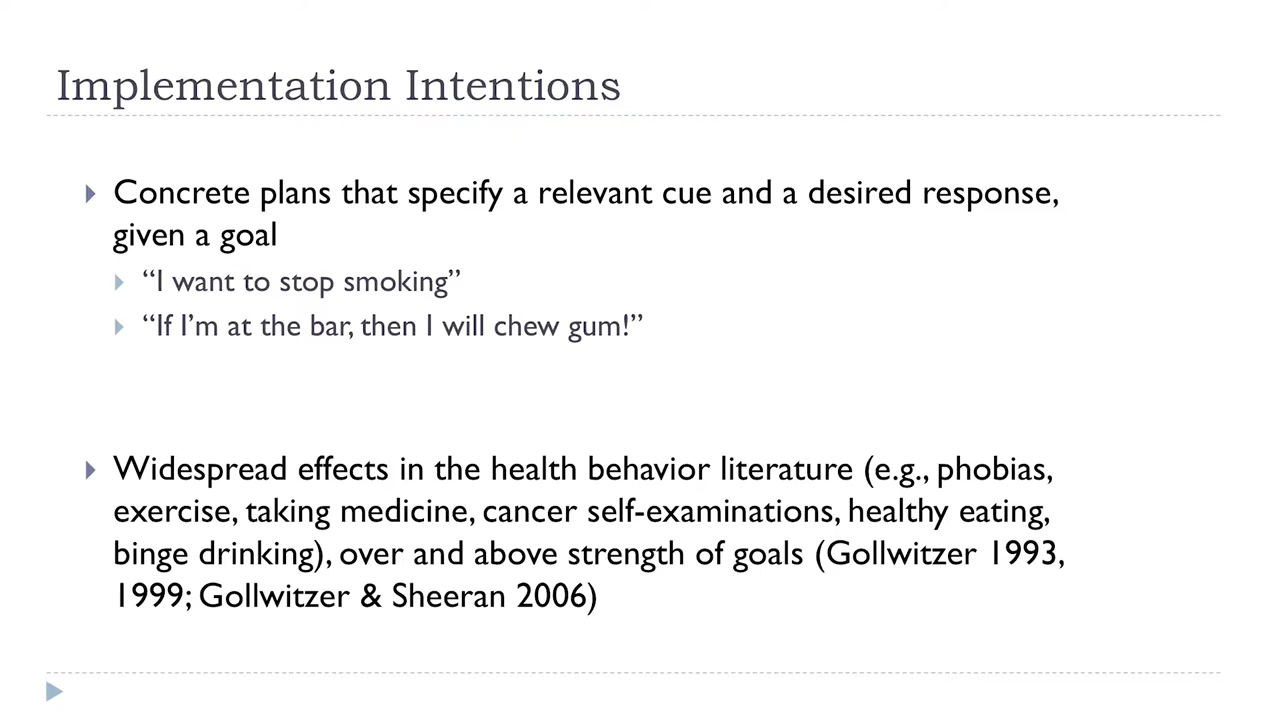 Implementation Intentions
Concrete plans that specify a relevant cue and a desired response,
given a goal
“I want to stop smoking”
“If I’m at the bar, then I will chew gum!”
Widespread effects in the health behavior literature (e.g., phobias,
exercise, taking medicine, cancer self-examinations, healthy eating,
binge drinking), over and above strength of goals (Gollwitzer 1993,
1999; Gollwitzer & Sheeran 2006)